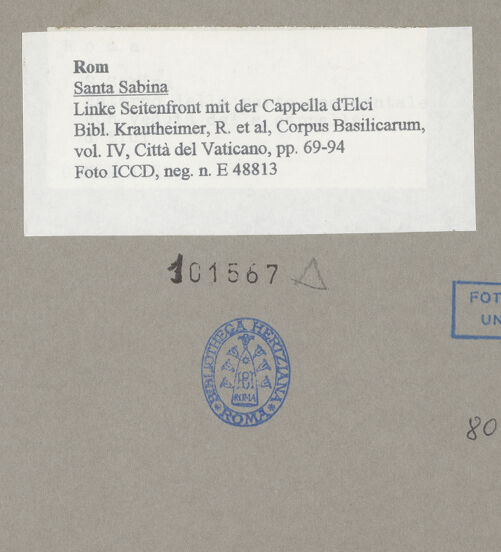 Rom
Santa Sabina
Linke Seitenfront mit der Cappella d'Elci
Bibl. Krautheimer, R. et al, Corpus Basilicarum,
vol. IV, Città del Vaticano, pp. 69-94
Foto ICCD, neg. n. E 48813
101567
FOT
UN
BIBLIOTHECA HERTZIANA
ROMA
ROMA
80